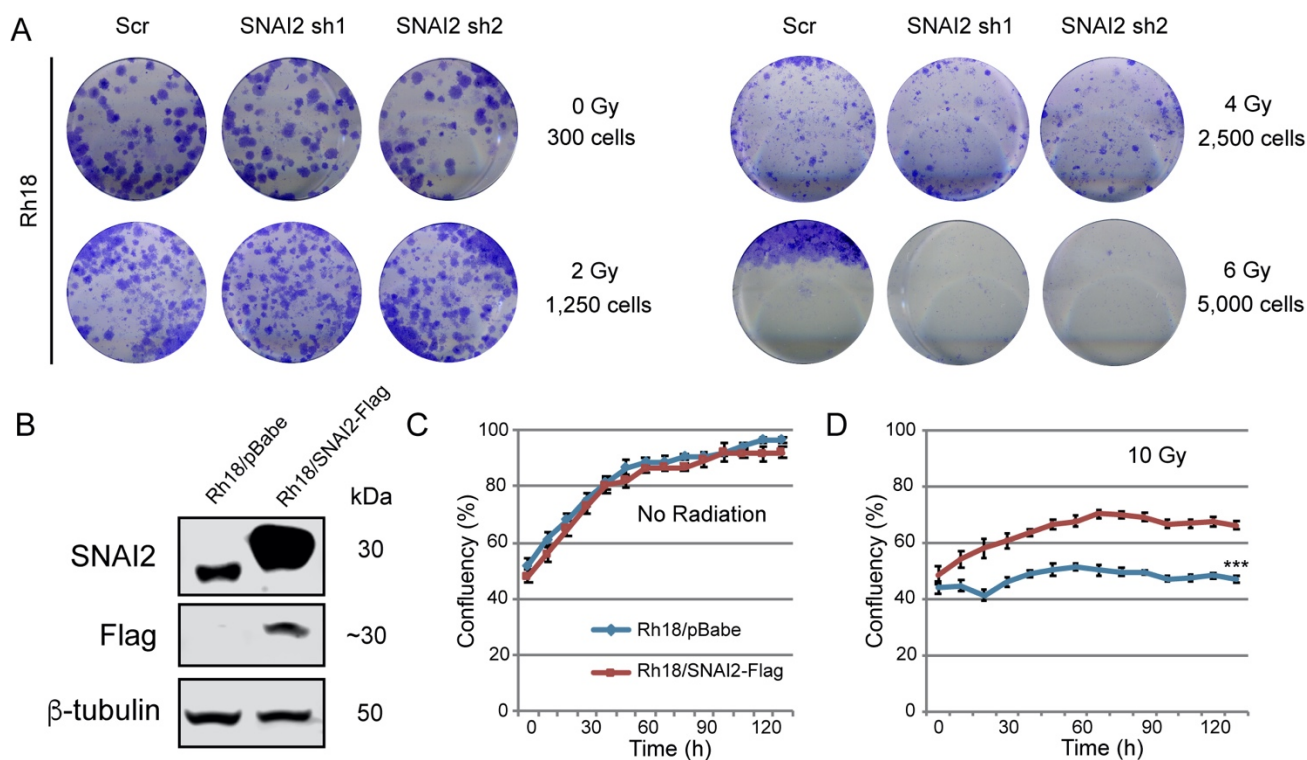 A
Scr
SNAI2 sh1
SNAI2 sh2
Scr
SNAI2 sh1
SNAI2 sh2
Rh18
0 Gy
300 cells
4 Gy
2,500 cells
2 Gy
1,250 cells
6 Gy
5,000 cells
B
Rh18/pBabe
Rh18/SNAI2-Flag
kDa
SNAI2
30
Flag
~30
β-tubulin
50
C
100
80
60
40
20
0
Confluency (%)
No Radiation
Rh18/pBabe
Rh18/SNAI2-Flag
0 30 60 90 120
Time (h)
D
100
80
60
40
20
0
Confluency (%)
10 Gy
***
0 30 60 90 120
Time (h)